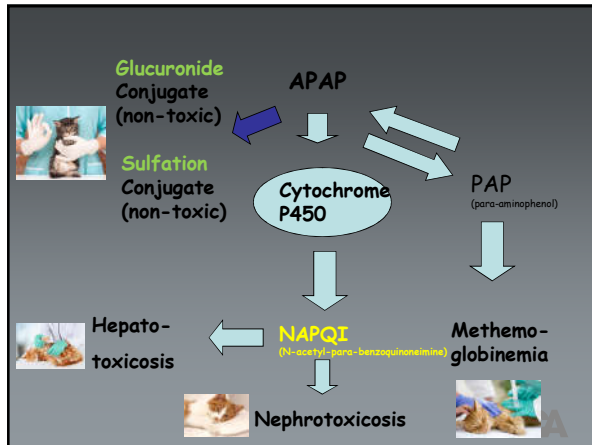 Glucuronide
Conjugate
(non-toxic)
APAP
Sulfation
Conjugate
(non-toxic)
Cytochrome
P450
PAP
(para-aminophenol)
Hepato-
toxicosis
NAPQI
(N-acetyl-para-benzoquinoneimine)
Methemo-
globinemia
Nephrotoxicosis